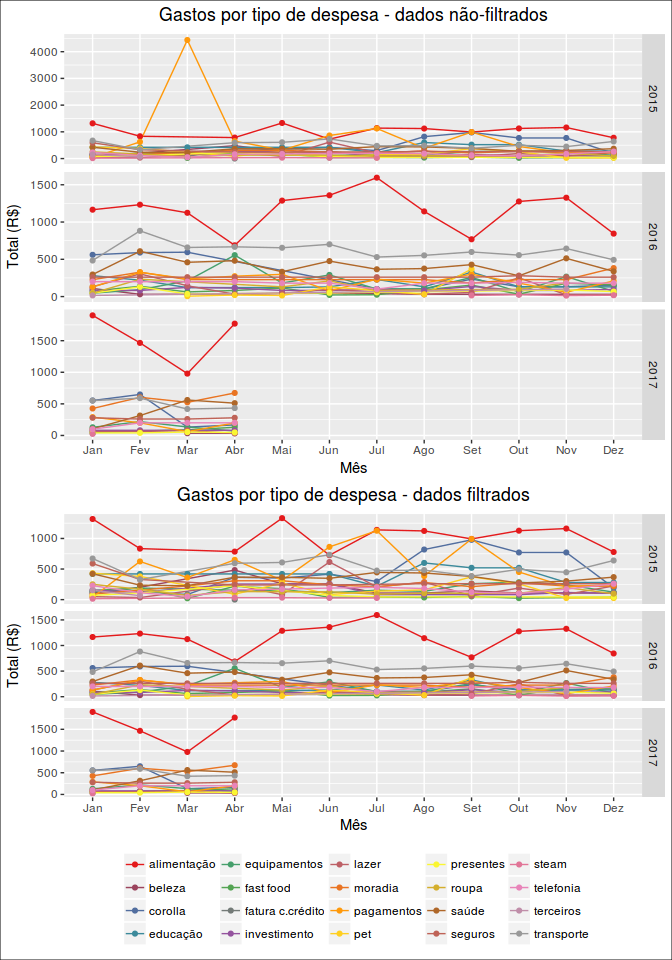 Gastos por tipo de despesa - dados não-filtrados
Total (R$)
4000
3000
2000
1000
0
2015
1500
1000
500
0
2016
1500
1000
500
0
2017
Jan Fev Mar Abr Mai Jun Jul Ago Set Out Nov Dez
Mês
Gastos por tipo de despesa - dados filtrados
Total (R$)
1000
500
0
2015
1500
1000
500
0
2016
1500
1000
500
0
2017
Jan Fev Mar Abr Mai Jun Jul Ago Set Out Nov Dez
Mês
alimentação equipamentos lazer presentes steam
beleza fast food moradia roupa telefonia
corolla fatura c.crédito pagamentos saúde terceiros
educação investimento pet seguros transporte